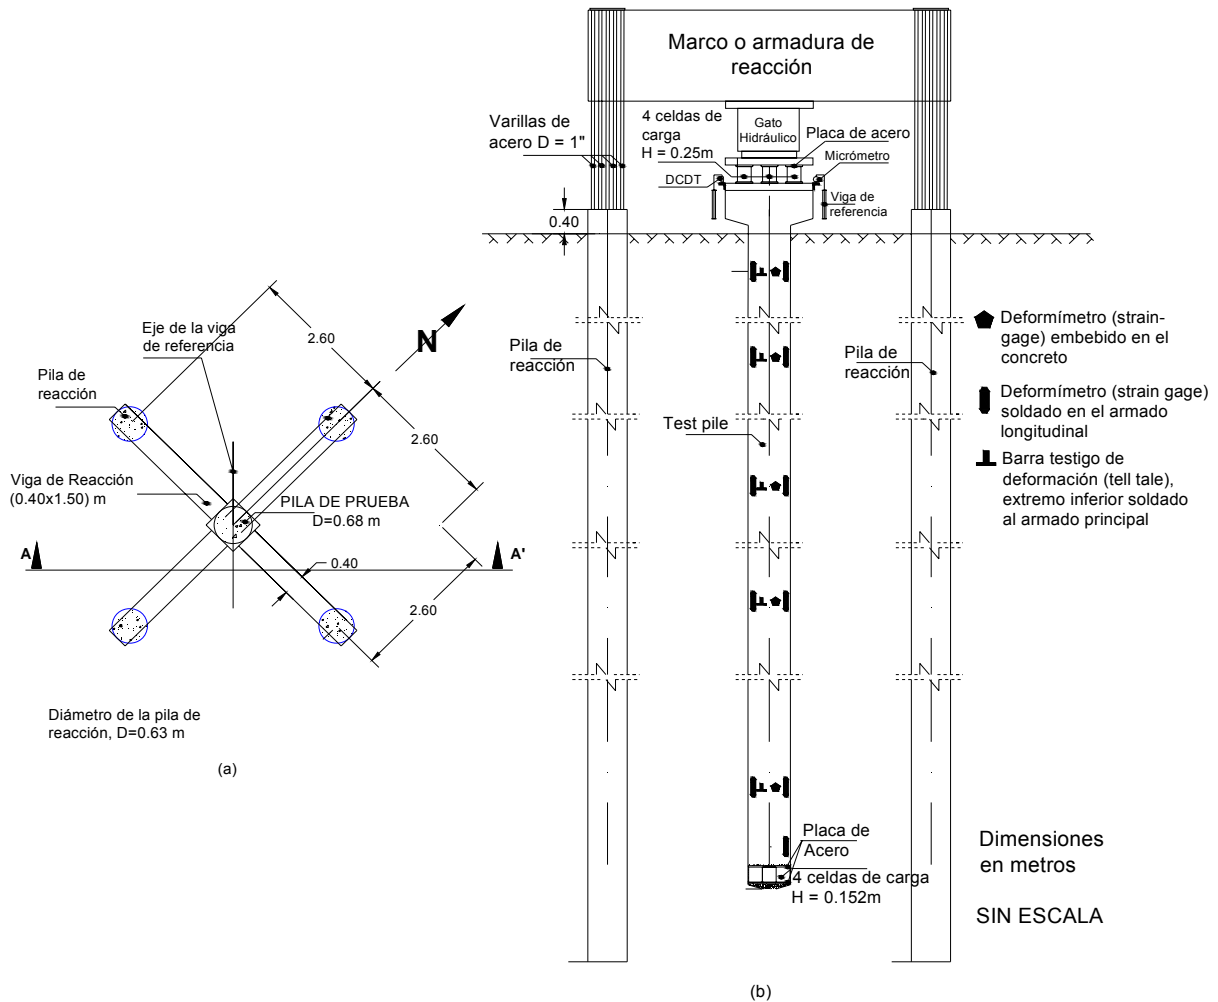 Marco o armadura de
reacción
Varillas de
acero D = 1"
4 celdas de
carga
H = 0.25m
Gato
Hidráulico
Placa de acero
Micrómetro
DCDT
Viga de
referencia
0.40
Pila de
reacción
Test pile
Pila de
reacción
Placa de
Acero
4 celdas de carga
H = 0.152m
(b)
Deformímetro (strain-
gage) embebido en el
concreto
Deformímetro (strain gage)
soldado en el armado
longitudinal
Barra testigo de
deformación (tell tale),
extremo inferior soldado
al armado principal
Dimensiones
en metros
SIN ESCALA
Eje de la viga
de referencia
2.60
N
Pila de
reacción
2.60
Viga de Reacción
(0.40x1.50) m
PILA DE PRUEBA
D=0.68 m
A
A'
0.40
2.60
Diámetro de la pila de
reacción, D=0.63 m
(a)